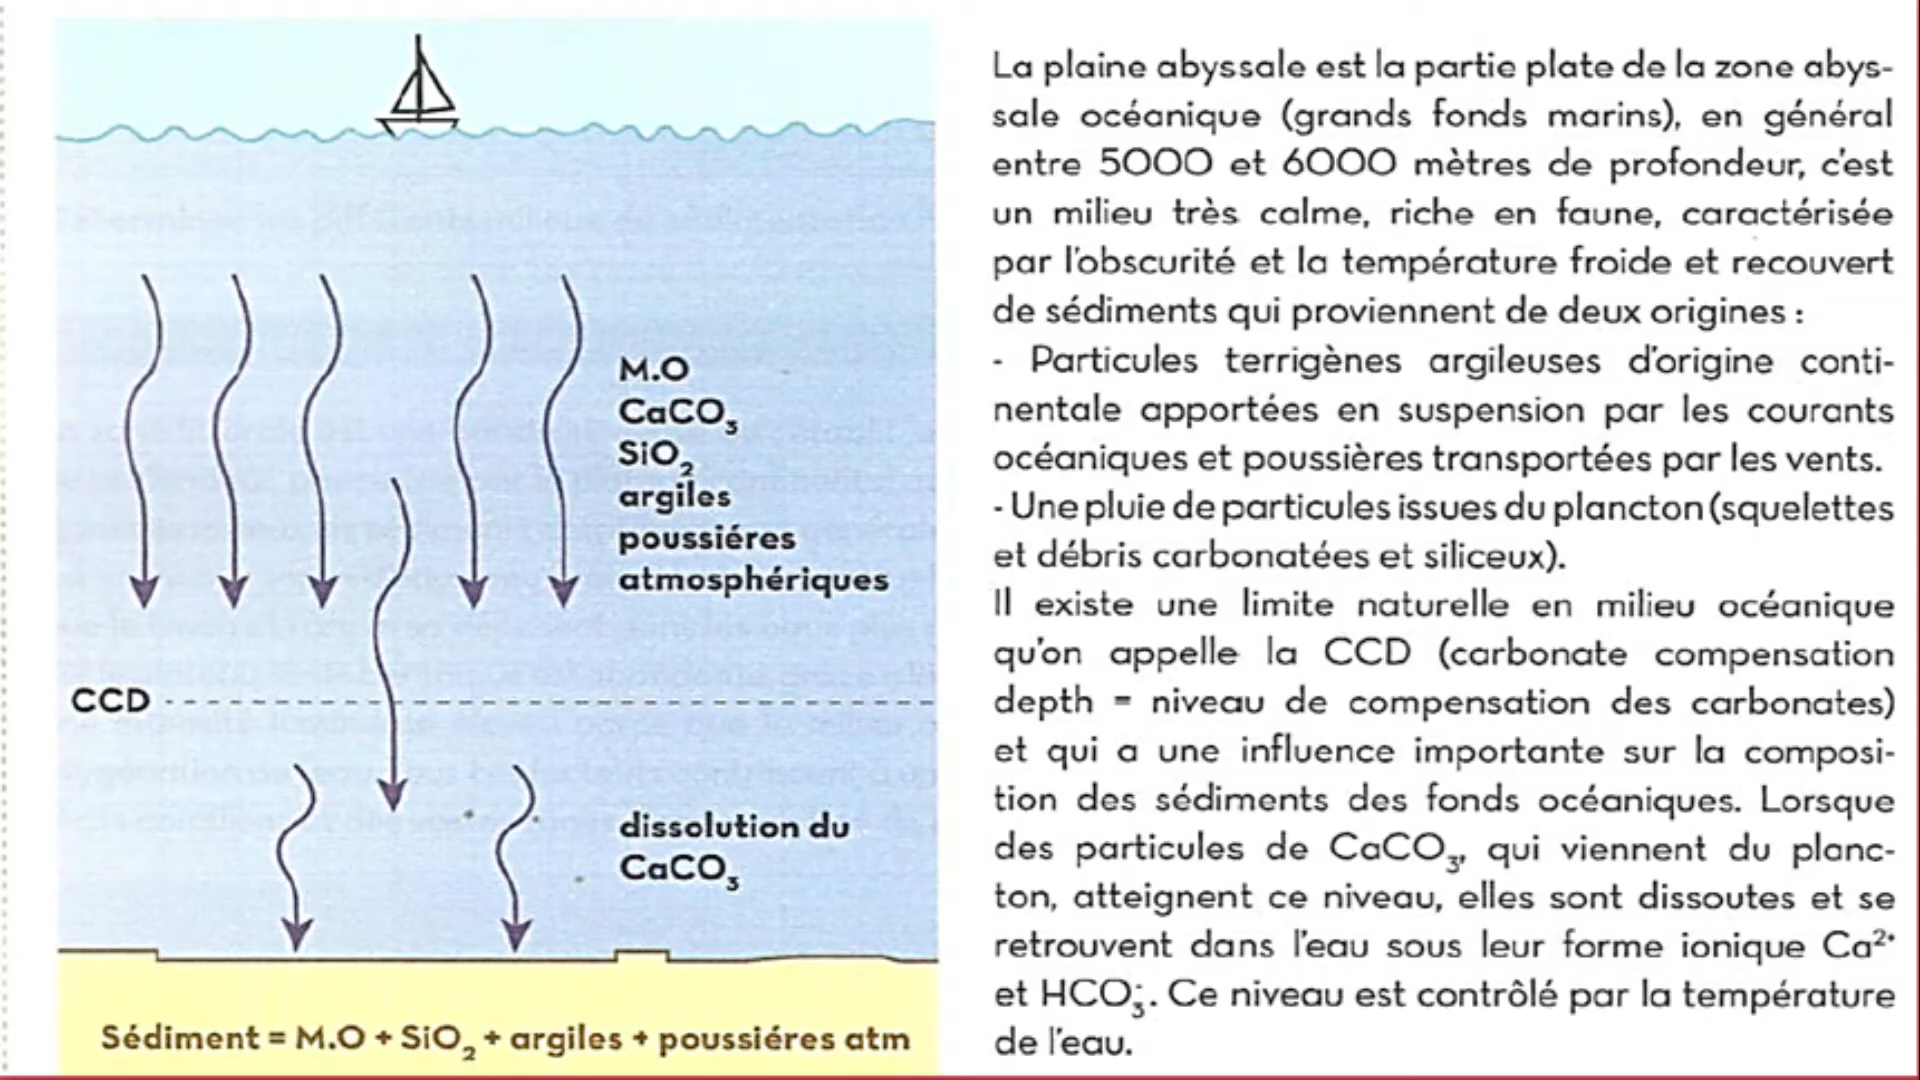 M.O
CaCO₃
SiO₂
argiles
poussiéres
atmosphériques
CCD
dissolution du
CaCO₃
Sédiment = M.O + SiO₂ + argiles + poussiéres atm
La plaine abyssale est la partie plate de la zone abys-
sale océanique (grands fonds marins), en général
entre 5000 et 6000 mètres de profondeur, c'est
un milieu très calme, riche en faune, caractérisée
par l'obscurité et la température froide et recouvert
de sédiments qui proviennent de deux origines :
- Particules terrigènes argileuses d'origine conti-
nentale apportées en suspension par les courants
océaniques et poussières transportées par les vents.
- Une pluie de particules issues du plancton (squelettes
et débris carbonatées et siliceux).
Il existe une limite naturelle en milieu océanique
qu'on appelle la CCD (carbonate compensation
depth = niveau de compensation des carbonates)
et qui a une influence importante sur la composi-
tion des sédiments des fonds océaniques. Lorsque
des particules de CaCO₃, qui viennent du planc-
ton, atteignent ce niveau, elles sont dissoutes et se
retrouvent dans l'eau sous leur forme ionique Ca²⁺
et HCO₃⁻. Ce niveau est contrôlé par la température
de l'eau.